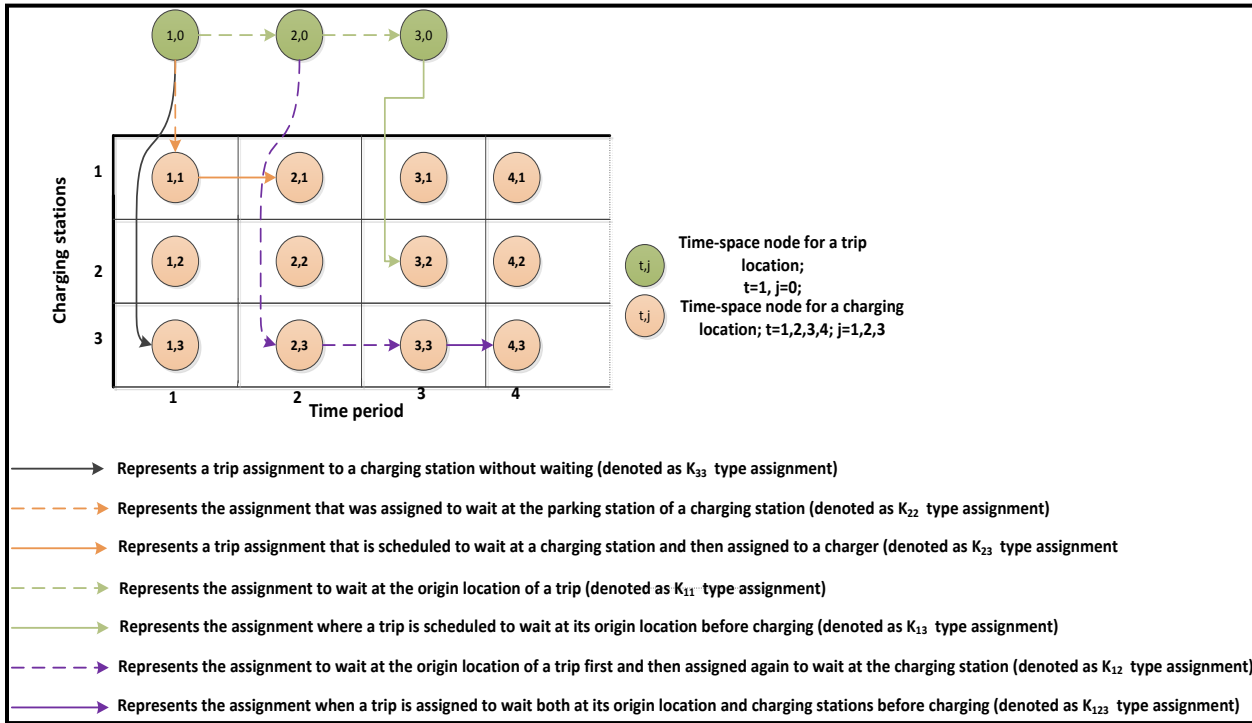 1,0 2,0 3,0
Charging stations
1 1,1 2,1 3,1 4,1
2 1,2 2,2 3,2 4,2
3 1,3 2,3 3,3 4,3
1 2 3 4
Time period
t,j
Time-space node for a trip
location;
t=1, j=0;
t,j
Time-space node for a charging
location; t=1,2,3,4; j=1,2,3
Represents a trip assignment to a charging station without waiting (denoted as K33 type assignment)
Represents the assignment that was assigned to wait at the parking station of a charging station (denoted as K22 type assignment)
Represents a trip assignment that is scheduled to wait at a charging station and then assigned to a charger (denoted as K23 type assignment
Represents the assignment to wait at the origin location of a trip (denoted as K11 type assignment)
Represents the assignment where a trip is scheduled to wait at its origin location before charging (denoted as K13 type assignment)
Represents the assignment to wait at the origin location of a trip first and then assigned again to wait at the charging station (denoted as K12 type assignment)
Represents the assignment when a trip is assigned to wait both at its origin location and charging stations before charging (denoted as K123 type assignment)